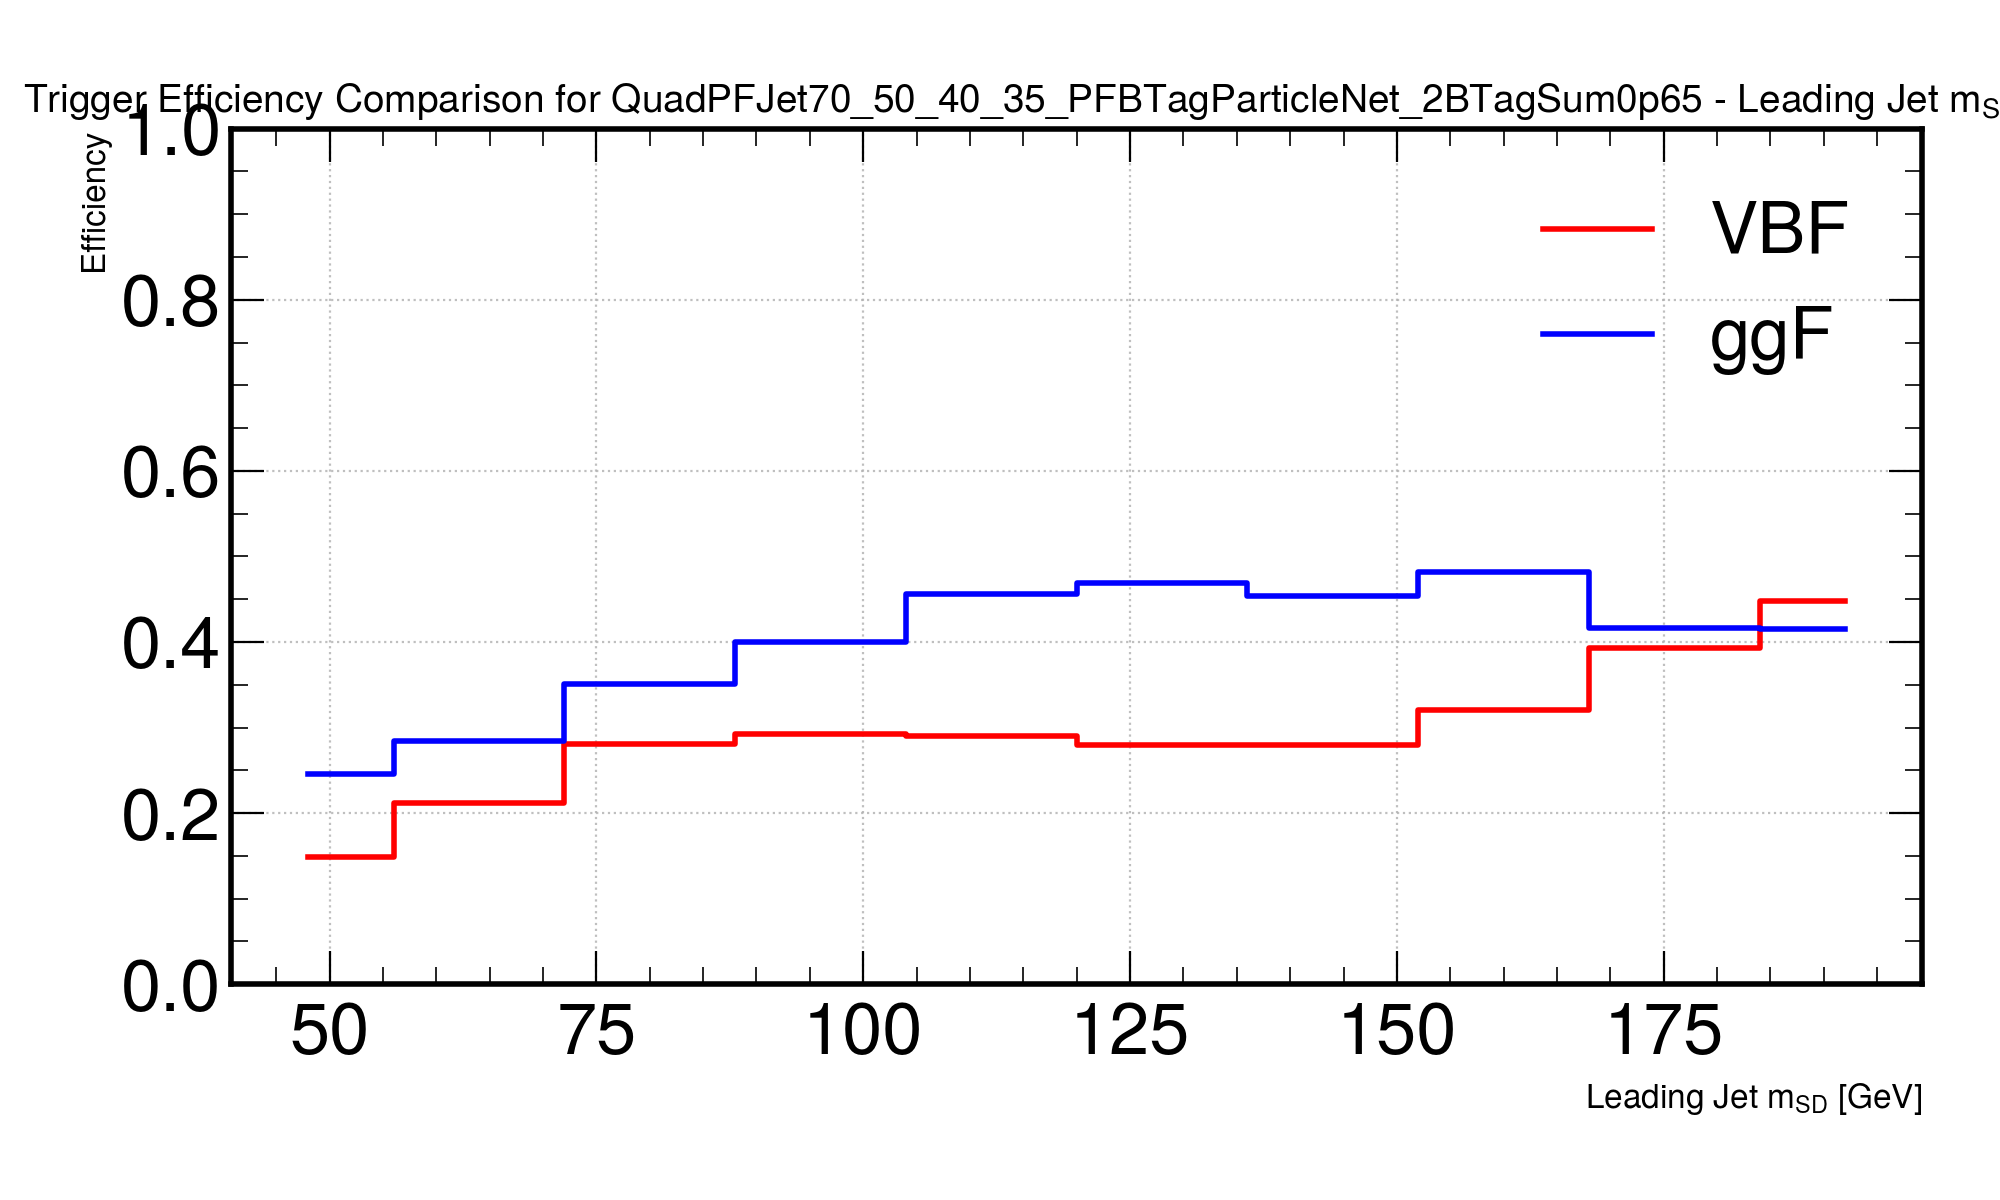 Trigger Efficiency Comparison for QuadPFJet70_50_40_35_PFBTagParticleNet_2BTagSum0p65 - Leading Jet mS
Efficiency
1.0
0.8
0.6
0.4
0.2
0.0
VBF
ggF
50 75 100 125 150 175
Leading Jet mSD [GeV]